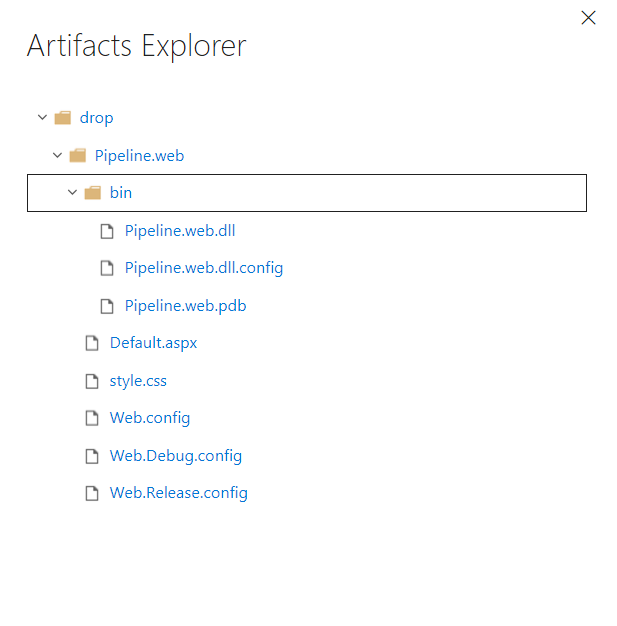 Artifacts Explorer
drop
Pipeline.web
bin
Pipeline.web.dll
Pipeline.web.dll.config
Pipeline.web.pdb
Default.aspx
style.css
Web.config
Web.Debug.config
Web.Release.config